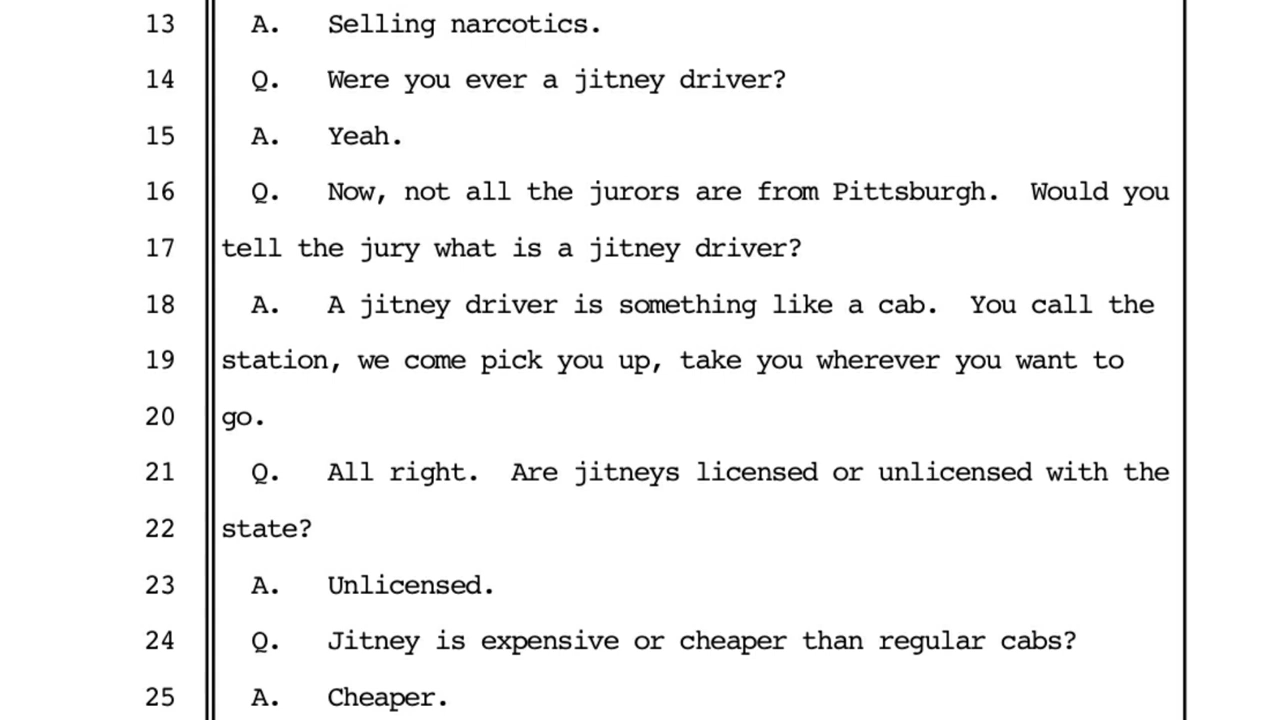 13 A. Selling narcotics.
14 Q. Were you ever a jitney driver?
15 A. Yeah.
16 Q. Now, not all the jurors are from Pittsburgh. Would you
17 tell the jury what is a jitney driver?
18 A. A jitney driver is something like a cab. You call the
19 station, we come pick you up, take you wherever you want to
20 go.
21 Q. All right. Are jitneys licensed or unlicensed with the
22 state?
23 A. Unlicensed.
24 Q. Jitney is expensive or cheaper than regular cabs?
25 A. Cheaper.